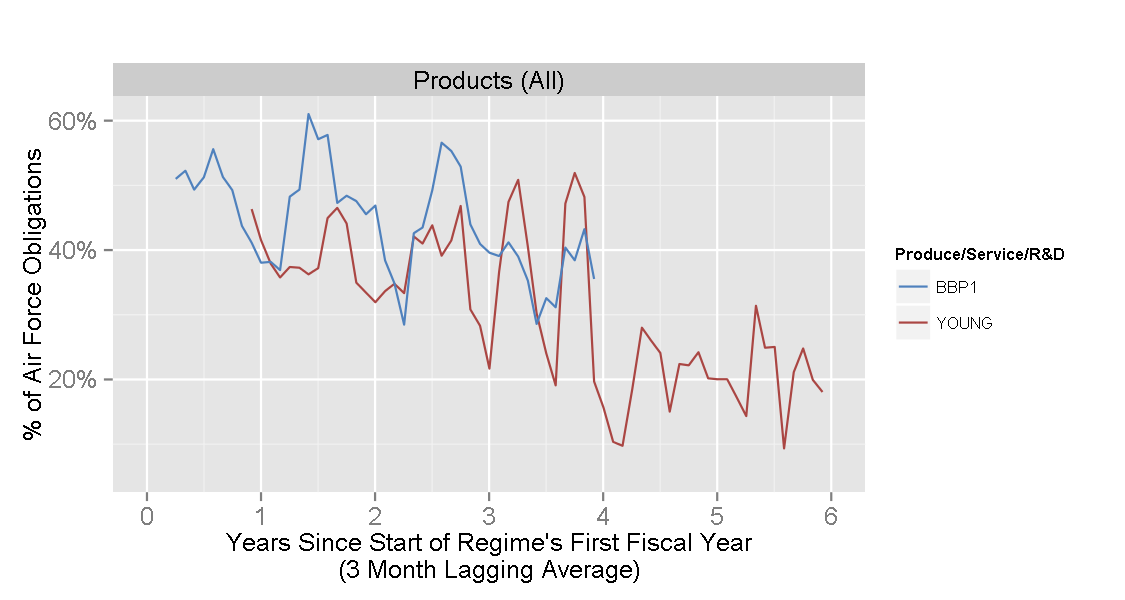 Products (All)
60%
40%
20%
% of Air Force Obligations
0 1 2 3 4 5 6
Years Since Start of Regime's First Fiscal Year
(3 Month Lagging Average)
Produce/Service/R&D
BBP1
YOUNG